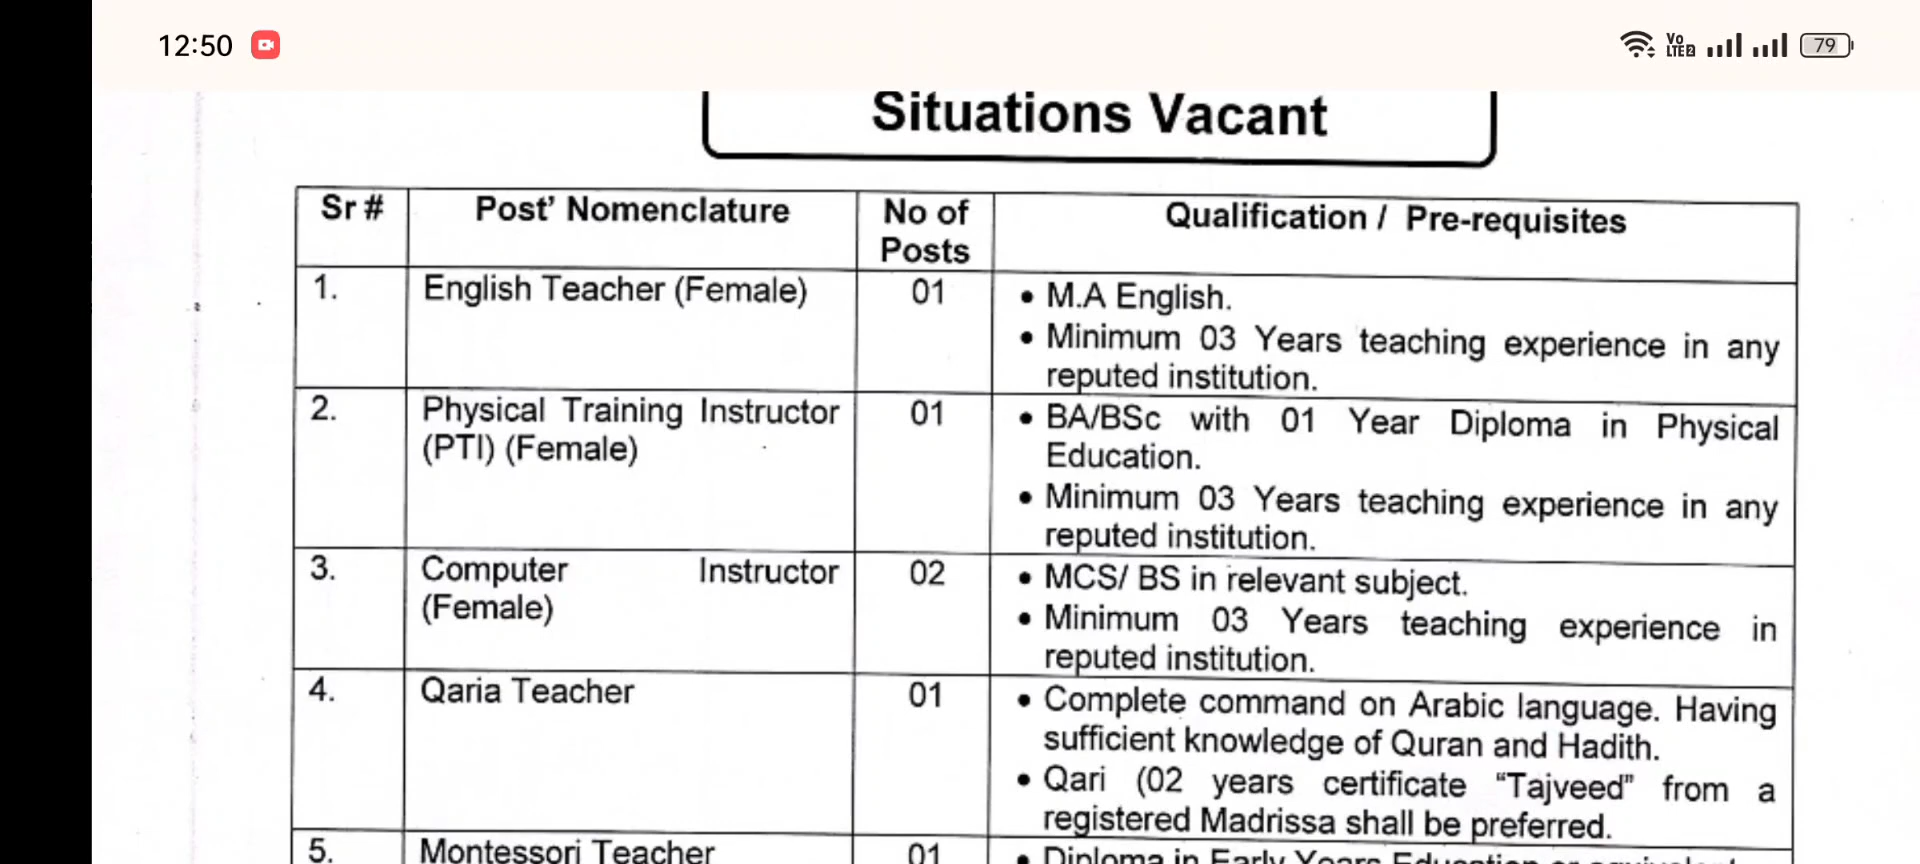 12:50
Vo
LTE2
79
Situations Vacant
Sr # Post' Nomenclature No of Posts Qualification / Pre-requisites
1. English Teacher (Female) 01 • M.A English.
• Minimum 03 Years teaching experience in any
reputed institution.
2. Physical Training Instructor 01 • BA/BSc with 01 Year Diploma in Physical
(PTI) (Female) Education.
• Minimum 03 Years teaching experience in any
reputed institution.
3. Computer Instructor 02 • MCS/ BS in relevant subject.
(Female) • Minimum 03 Years teaching experience in
reputed institution.
4. Qaria Teacher 01 • Complete command on Arabic language. Having
sufficient knowledge of Quran and Hadith.
• Qari (02 years certificate “Tajveed” from a
registered Madrissa shall be preferred.
5. Montessori Teacher 01 • Diploma in Early Years Education or equivalent